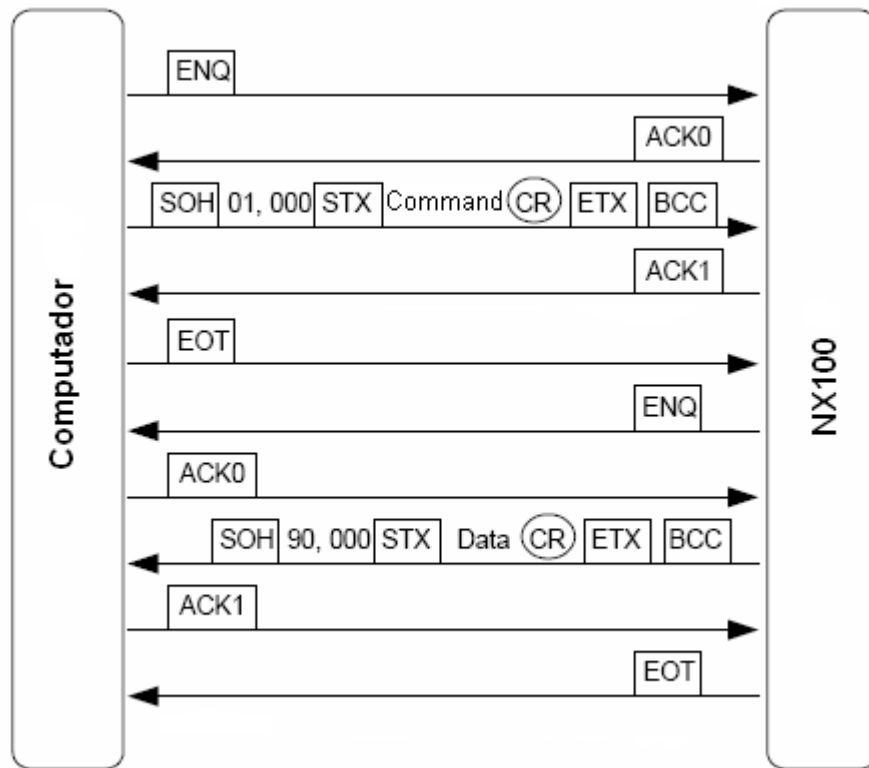 Computador
ENQ
ACK0
SOH 01, 000 STX Command CR ETX BCC
ACK1
EOT
ENQ
ACK0
SOH 90, 000 STX Data CR ETX BCC
ACK1
EOT
NX100